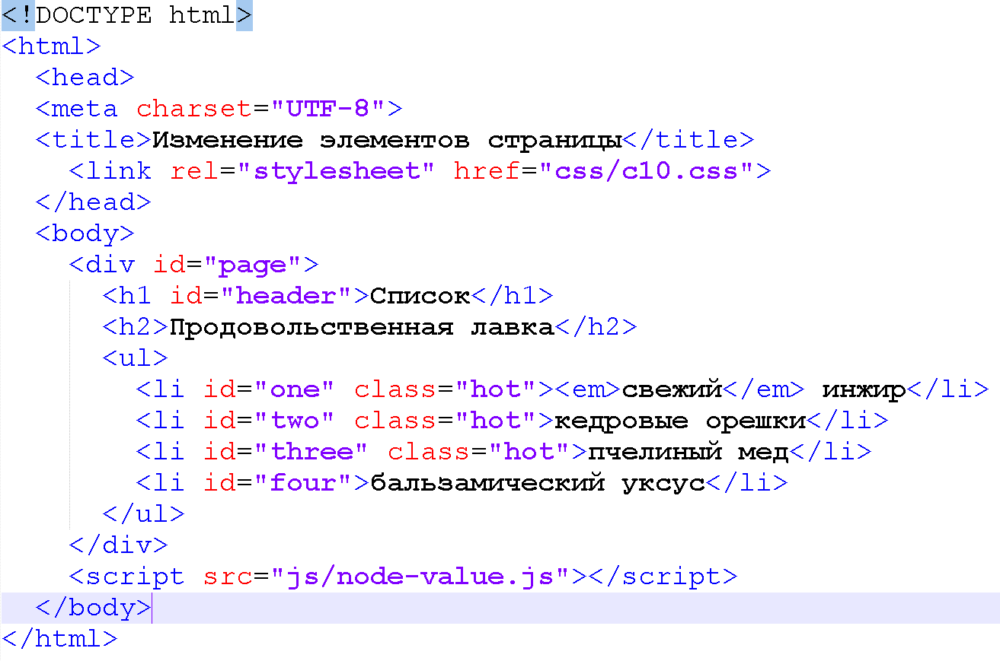 <!DOCTYPE html>
<html>
  <head>
  <meta charset="UTF-8">
  <title>Изменение элементов страницы</title>
    <link rel="stylesheet" href="css/c10.css">
  </head>
  <body>
    <div id="page">
      <h1 id="header">Список</h1>
      <h2>Продовольственная лавка</h2>
      <ul>
        <li id="one" class="hot"><em>свежий</em> инжир</li>
        <li id="two" class="hot">кедровые орешки</li>
        <li id="three" class="hot">пчелиный мед</li>
        <li id="four">бальзамический уксус</li>
      </ul>
    </div>
    <script src="js/node-value.js"></script>
  </body>
</html>